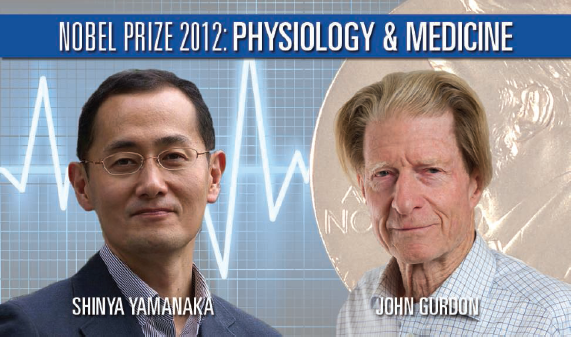 NOBEL PRIZE 2012: PHYSIOLOGY & MEDICINE
SHINYA YAMANAKA
JOHN GURDON